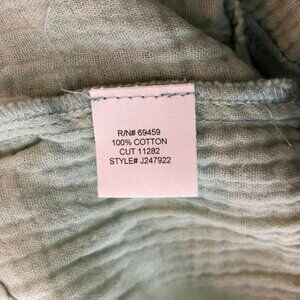 R/N# 69459
100% COTTON
CUT 11282
STYLE# J247922